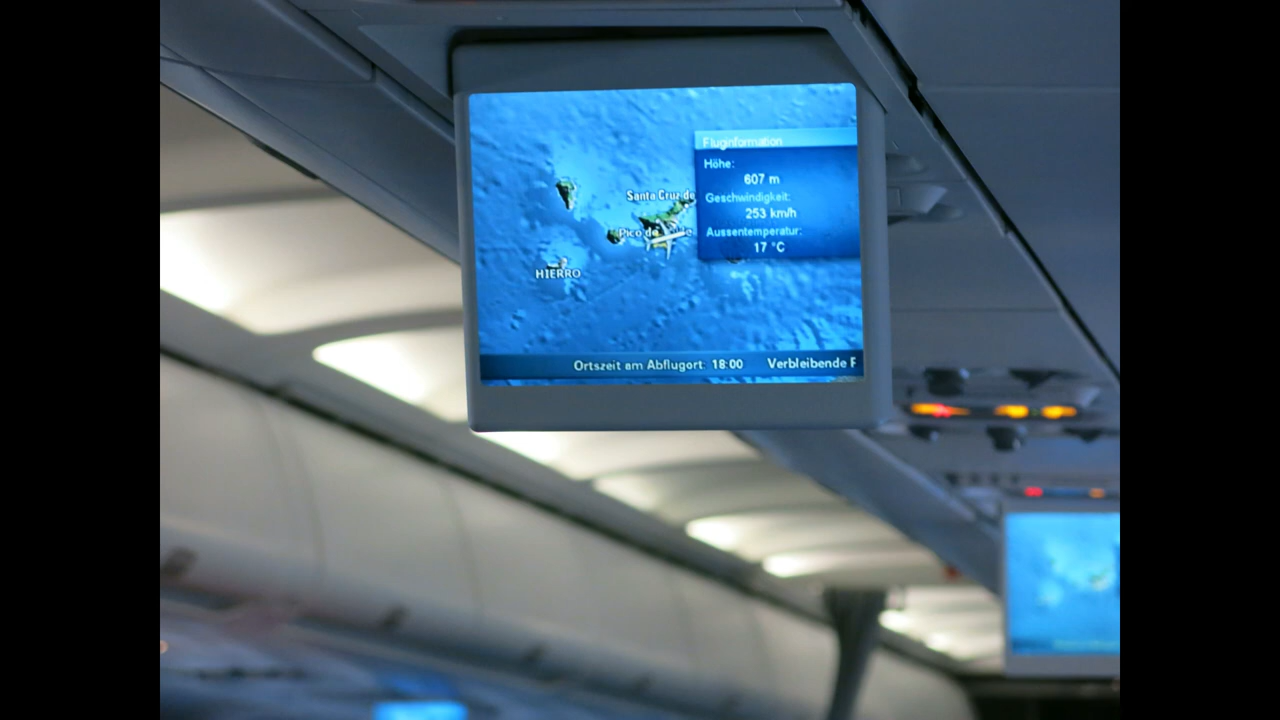 Fluginformation
Höhe:
607 m
Santa Cruz de
Geschwindigkeit:
253 km/h
Pico de
Aussentemperatur:
17 °C
HIERRO
Ortszeit am Abflugort: 18:00 Verbleibende F